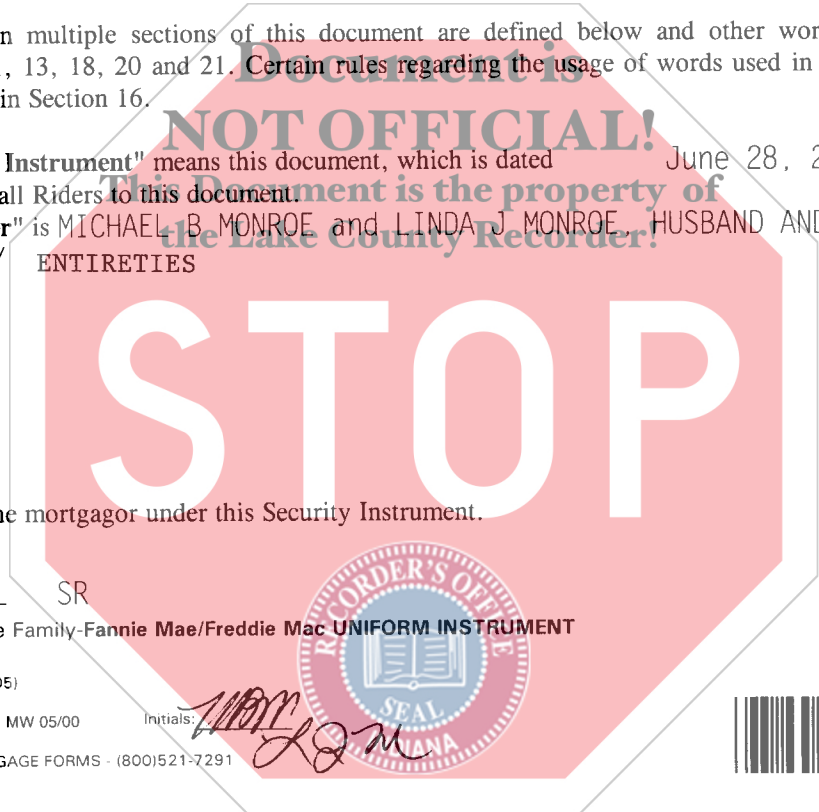 n multiple sections of this document are defined below and other wor
, 13, 18, 20 and 21. Certain rules regarding the usage of words used in
in Section 16.
Document is
NOT OFFICIAL!
This Document is the property of
the Lake County Recorder!
Instrument" means this document, which is dated June 28, 2
all Riders to this document.
r" is MICHAEL B MONROE and LINDA J MONROE, HUSBAND AND
ENTIRETIES
STOP
e mortgagor under this Security Instrument.
SR
e Family-Fannie Mae/Freddie Mac UNIFORM INSTRUMENT
05)
MW 05/00
Initials: MBM
LJM
GAGE FORMS - (800)521-7291
RECORDER'S OFFICE
SEAL
INDIANA